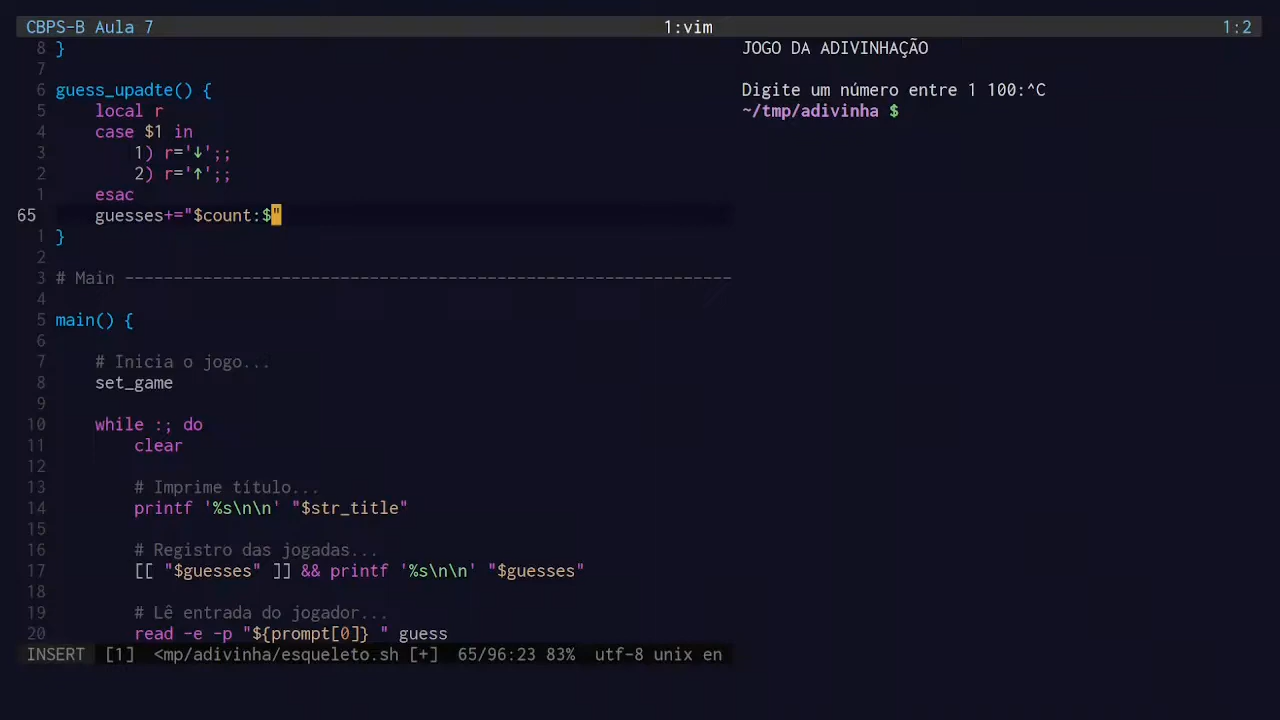 CBPS-B Aula 7 1:vim 1:2
8 }
7
6 guess_upadte() {
5     local r
4     case $1 in
3         1) r='↓';;
2         2) r='↑';;
1     esac
65     guesses+="$count:$"
1 }
2
3 # Main --------------------------------------------------------------
4
5 main() {
6
7     # Inicia o jogo...
8     set_game
9
10     while :; do
11         clear
12
13         # Imprime título...
14         printf '%s\n\n' "$str_title"
15
16         # Registro das jogadas...
17         [[ "$guesses" ]] && printf '%s\n\n' "$guesses"
18
19         # Lê entrada do jogador...
20         read -e -p "${prompt[0]} " guess
INSERT [1] <mp/adivinha/esqueleto.sh [+] 65/96:23 83% utf-8 unix en
JOGO DA ADIVINHAÇÃO
Digite um número entre 1 100:^C
~/tmp/adivinha $